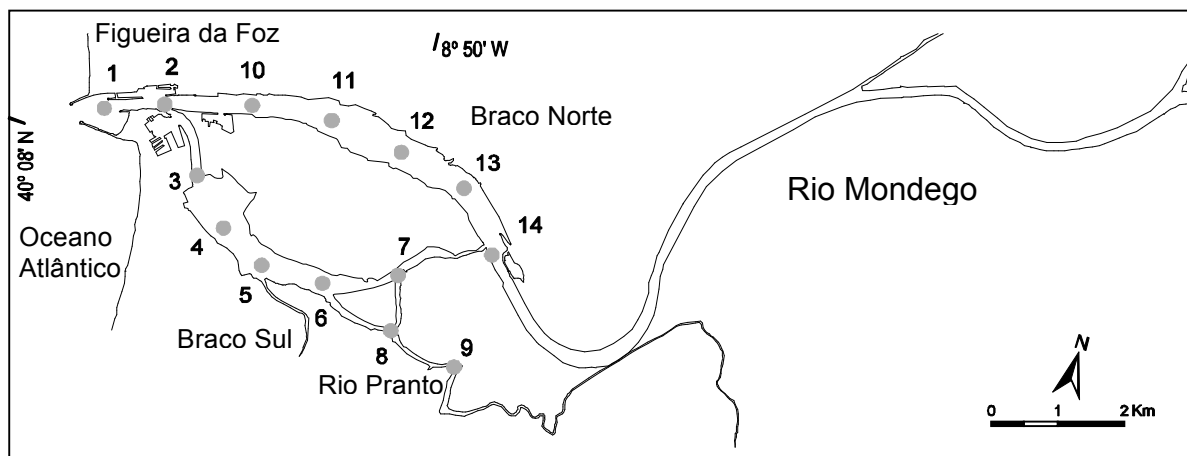 Figueira da Foz
8º 50' W
1
2
10
11
12
Braco Norte
13
40º 08' N
3
Rio Mondego
14
4
Oceano
Atlântico
7
5
6
Braco Sul
8
9
Rio Pranto
N
0 1 2 Km